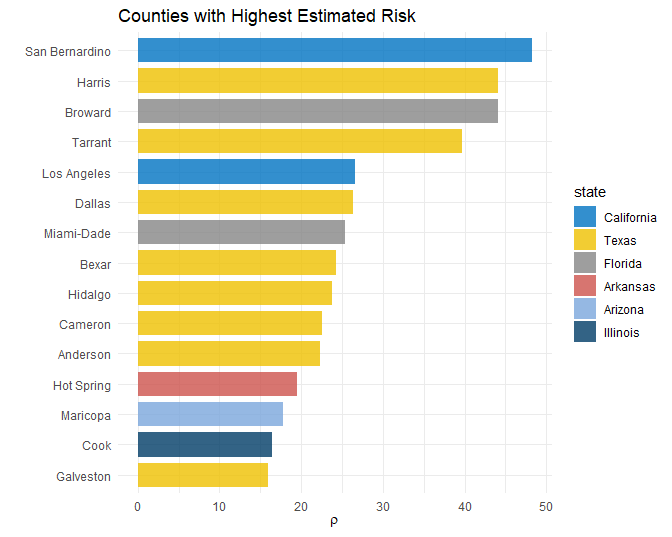 Counties with Highest Estimated Risk
San Bernardino
Harris
Broward
Tarrant
Los Angeles
Dallas
Miami-Dade
Bexar
Hidalgo
Cameron
Anderson
Hot Spring
Maricopa
Cook
Galveston
0 10 20 30 40 50
ρ
state
California
Texas
Florida
Arkansas
Arizona
Illinois